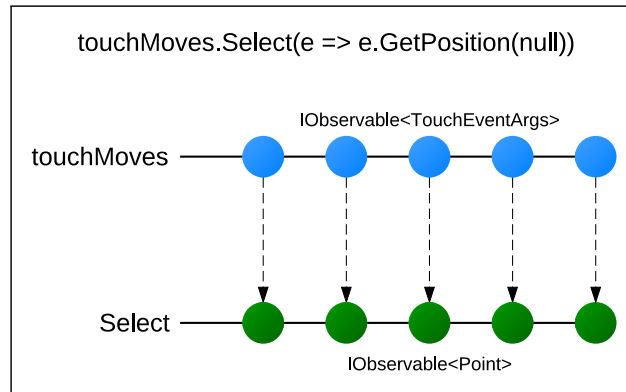 touchMoves.Select(e => e.GetPosition(null))
IObservable<TouchEventArgs>
touchMoves
Select
IObservable<Point>